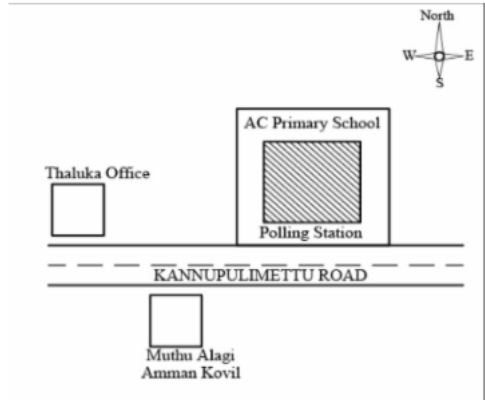 North
W E
S
AC Primary School
Thaluka Office
Polling Station
KANNUPULIMETTU ROAD
Muthu Alagi
Amman Kovil